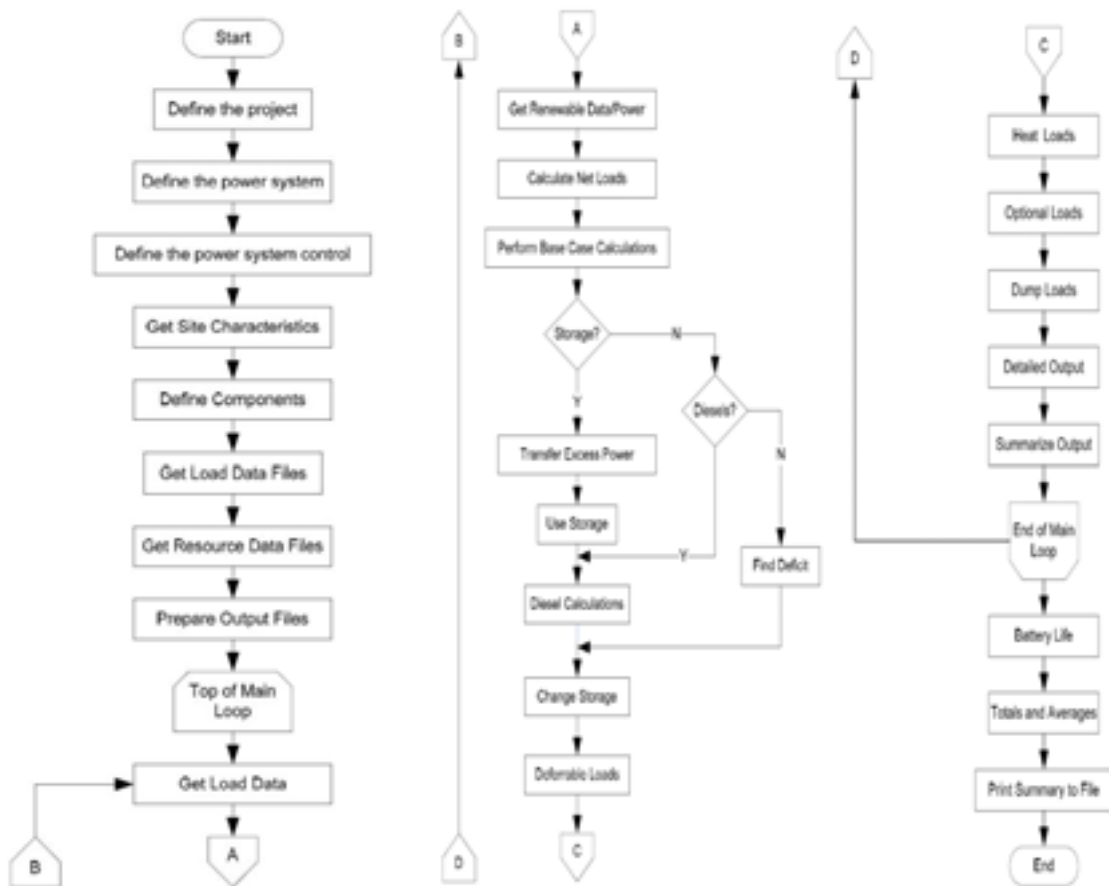 Start
Define the project
Define the power system
Define the power system control
Get Site Characteristics
Define Components
Get Load Data Files
Get Resource Data Files
Prepare Output Files
Top of Main
Loop
Get Load Data
B
A
B
A
Get Renewable Data/Power
Calculate Net Loads
Perform Base Case Calculations
Storage?
N
Diesels?
Y
N
Transfer Excess Power
Use Storage
Y
Find Deficit
Diesel Calculations
Change Storage
Deferrable Loads
D
C
D
C
Heat Loads
Optional Loads
Dump Loads
Detailed Output
Summarize Output
End of Main
Loop
Battery Life
Totals and Averages
Print Summary to File
End